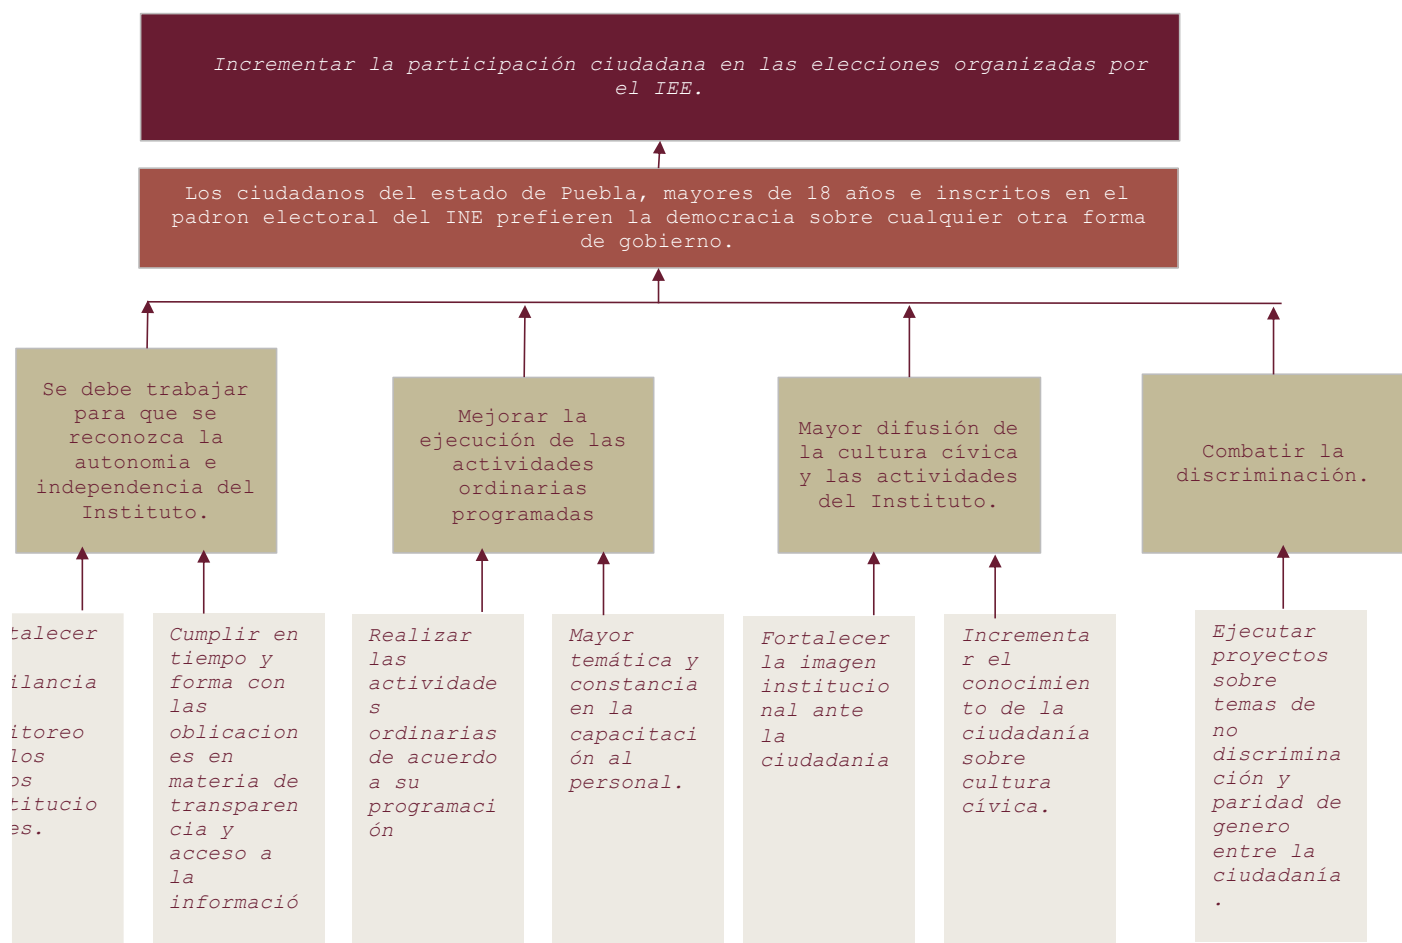 Incrementar la participación ciudadana en las elecciones organizadas por
el IEE.
Los ciudadanos del estado de Puebla, mayores de 18 años e inscritos en el
padron electoral del INE prefieren la democracia sobre cualquier otra forma
de gobierno.
Se debe trabajar
para que se
reconozca la
autonomia e
independencia del
Instituto.
Mejorar la
ejecución de las
actividades
ordinarias
programadas
Mayor difusión de
la cultura cívica
y las actividades
del Instituto.
Combatir la
discriminación.
talecer
ilancia
itoreo
los
os
titucio
es.
Cumplir en
tiempo y
forma con
las
oblicacion
es en
materia de
transparen
cia y
acceso a
la
informació
Realizar
las
actividade
s
ordinarias
de acuerdo
a su
programaci
ón
Mayor
temática y
constancia
en la
capacitaci
ón al
personal.
Fortalecer
la imagen
institucio
nal ante
la
ciudadania
Incrementa
r el
conocimien
to de la
ciudadanía
sobre
cultura
cívica.
Ejecutar
proyectos
sobre
temas de
no
discrimina
ción y
paridad de
genero
entre la
ciudadanía
.